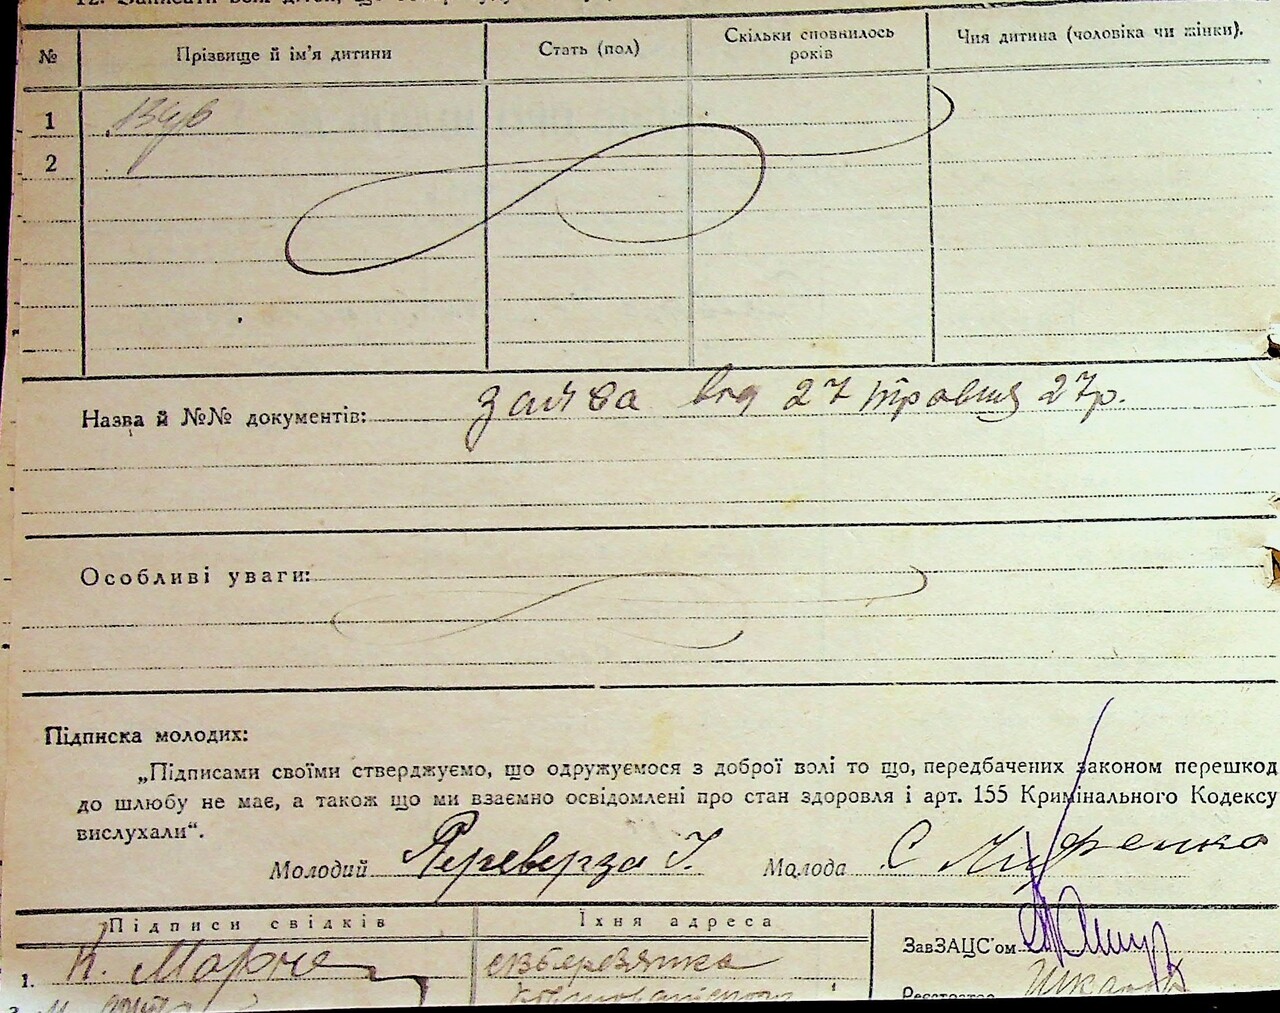 № Прізвище й ім'я дитини Стать (пол) Скільки сповнилось років Чия дитина (чоловіка чи жінки).
1
2
Назва й №№ документів: заява від 27 травня 27р.
Особливі уваги:
Підписка молодих:
„Підписами своїми стверджуємо, що одружуємося з доброї волі то що, передбачених законом перешкод
до шлюбу не має, а також що ми взаємно освідомлені про стан здоровля і арт. 155 Кримінального Кодексу
вислухали“.
Молодий Переверза І. Молода С
Підписи свідків Їхня адреса
ЗавЗАЦС'ом
1. К.